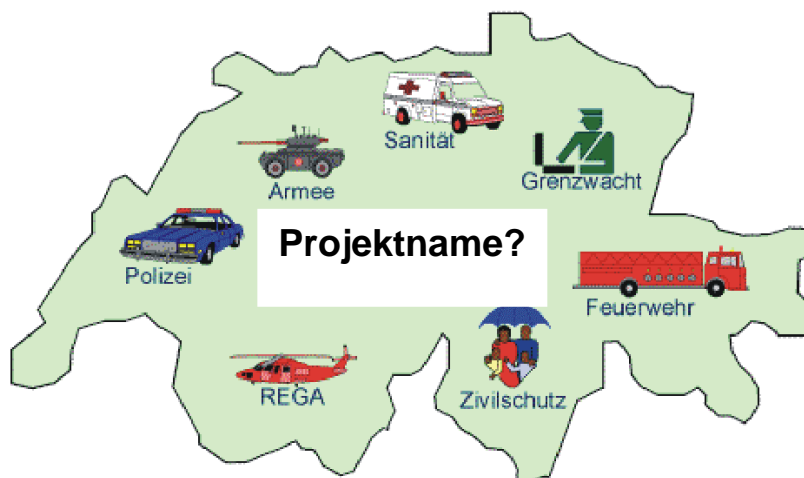 Sanität
Armee
Grenzwacht
Projektname?
Polizei
Feuerwehr
REGA
Zivilschutz